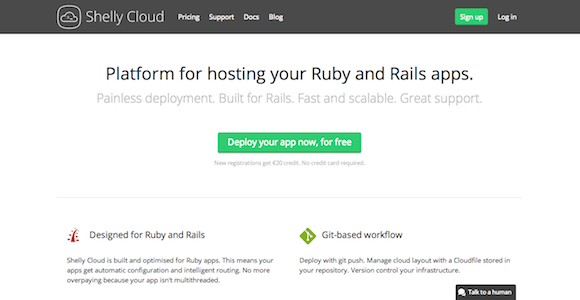 Shelly Cloud Pricing Support Docs Blog Sign up Log in
Platform for hosting your Ruby and Rails apps.
Painless deployment. Built for Rails. Fast and scalable. Great support.
Deploy your app now, for free
New registrations get €20 credit. No credit card required.
Designed for Ruby and Rails
Shelly Cloud is built and optimised for Ruby apps. This means your
apps get automatic configuration and intelligent routing. No more
overpaying because your app isn't multithreaded.
Git-based workflow
Deploy with git push. Manage cloud layout with a Cloudfile stored in
your repository. Version control your infrastructure.
Talk to a human